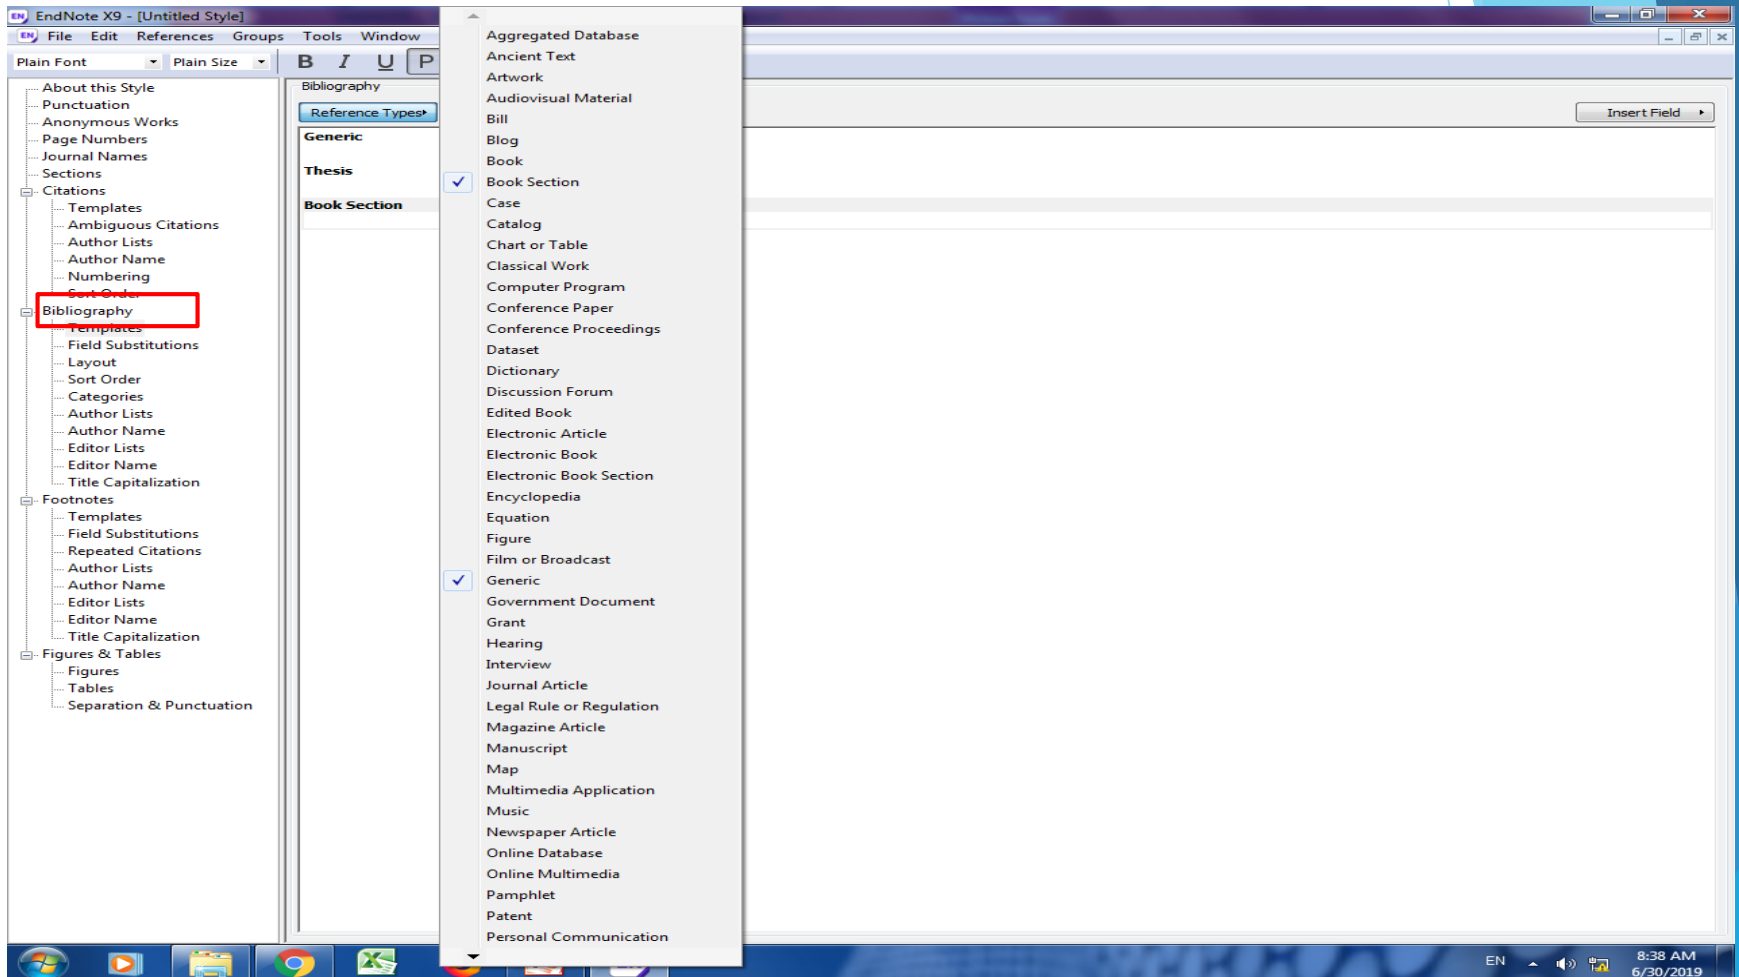 EndNote X9 - [Untitled Style]
File Edit References Groups Tools Window
Plain Font Plain Size B I U P
About this Style
Punctuation
Anonymous Works
Page Numbers
Journal Names
Sections
Citations
Templates
Ambiguous Citations
Author Lists
Author Name
Numbering
Sort Order
Bibliography
Templates
Field Substitutions
Layout
Sort Order
Categories
Author Lists
Author Name
Editor Lists
Editor Name
Title Capitalization
Footnotes
Templates
Field Substitutions
Repeated Citations
Author Lists
Author Name
Editor Lists
Editor Name
Title Capitalization
Figures & Tables
Figures
Tables
Separation & Punctuation
Bibliography
Reference Types
Insert Field
Generic
Thesis
Book Section
Aggregated Database
Ancient Text
Artwork
Audiovisual Material
Bill
Blog
Book
Book Section
Case
Catalog
Chart or Table
Classical Work
Computer Program
Conference Paper
Conference Proceedings
Dataset
Dictionary
Discussion Forum
Edited Book
Electronic Article
Electronic Book
Electronic Book Section
Encyclopedia
Equation
Figure
Film or Broadcast
Generic
Government Document
Grant
Hearing
Interview
Journal Article
Legal Rule or Regulation
Magazine Article
Manuscript
Map
Multimedia Application
Music
Newspaper Article
Online Database
Online Multimedia
Pamphlet
Patent
Personal Communication
EN
8:38 AM
6/30/2019